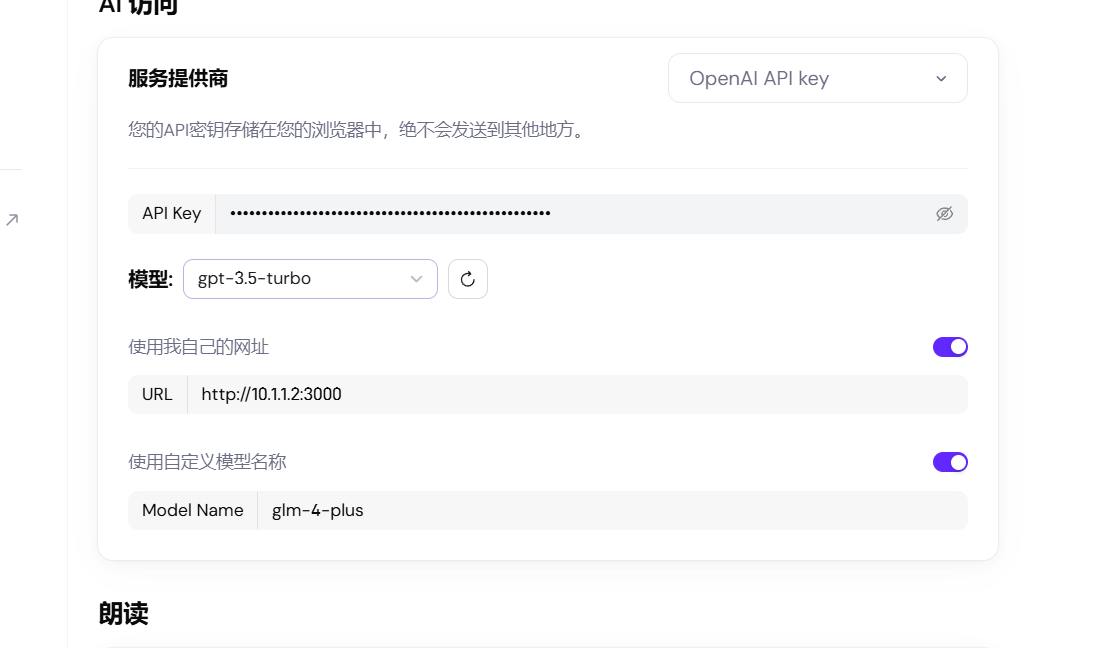 AI 访问
服务提供商
OpenAI API key
您的API密钥存储在您的浏览器中，绝不会发送到其他地方。
API Key ••••••••••••••••••••••••••••••••••••••••••••••••••••
模型: gpt-3.5-turbo
使用我自己的网址
URL http://10.1.1.2:3000
使用自定义模型名称
Model Name glm-4-plus
朗读